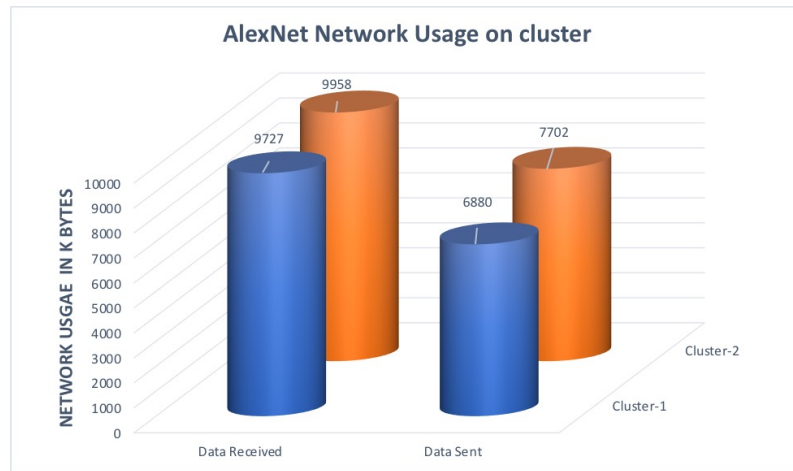 AlexNet Network Usage on cluster
9958
9727
7702
6880
NETWORK USGAE IN K BYTES
10000
9000
8000
7000
6000
5000
4000
3000
2000
1000
0
Cluster-2
Cluster-1
Data Received
Data Sent